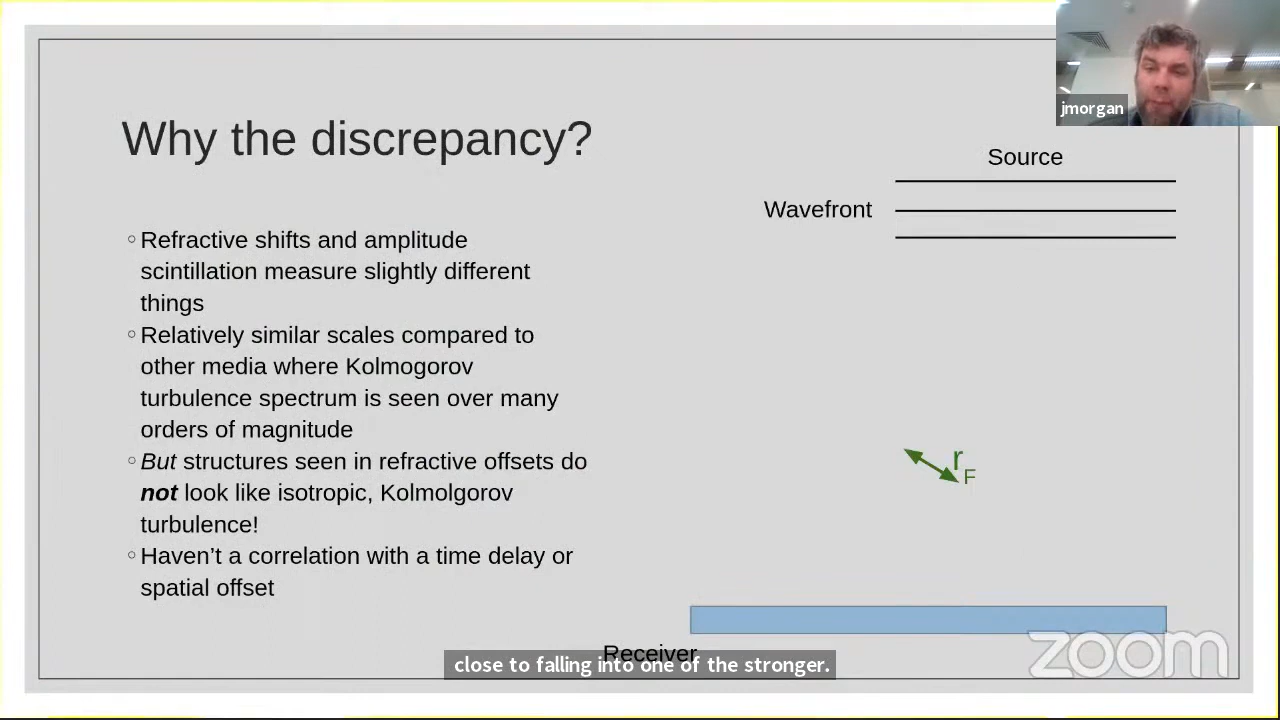 jmorgan
Why the discrepancy?
Source
Wavefront
◦Refractive shifts and amplitude
scintillation measure slightly different
things
◦Relatively similar scales compared to
other media where Kolmogorov
turbulence spectrum is seen over many
orders of magnitude
◦But structures seen in refractive offsets do
not look like isotropic, Kolmolgorov
turbulence!
◦Haven’t a correlation with a time delay or
spatial offset
rF
Receiver
close to falling into one of the stronger.
zoom